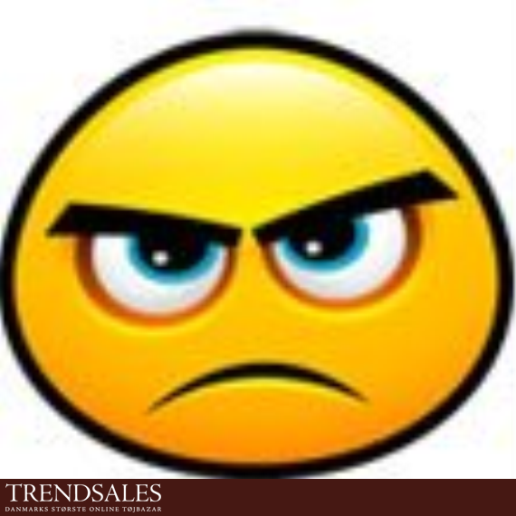 TRENDSALES
DANMARKS STØRSTE ONLINE TØJBAZAR